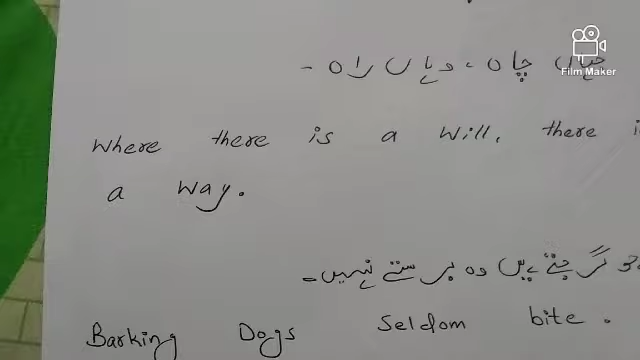 Film Maker
جہاں چاہ ، وہاں راہ -
Where there is a Will, there
a Way.
گرجتے ہیں وہ برستے نہیں -
Barking Dogs Seldom bite .